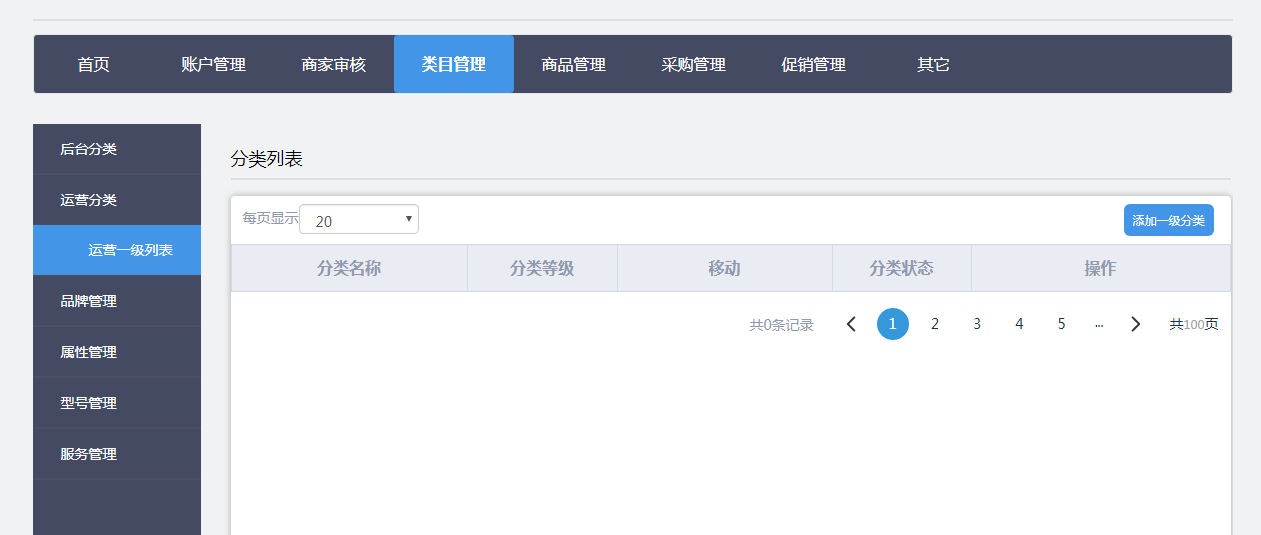 首页 账户管理 商家审核 类目管理 商品管理 采购管理 促销管理 其它
后台分类
运营分类
运营一级列表
品牌管理
属性管理
型号管理
服务管理
分类列表
每页显示 20 添加一级分类
分类名称 分类等级 移动 分类状态 操作
共0条记录 1 2 3 4 5 ... 共100页